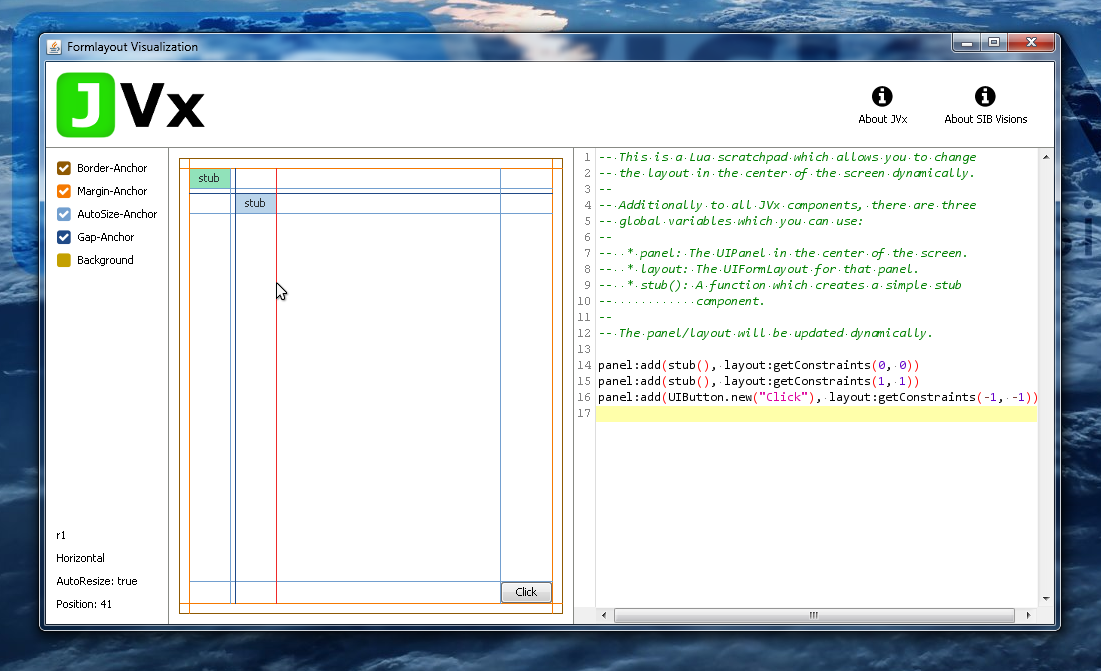 Formlayout Visualization
JVx
About JVx
About SIB Visions
Border-Anchor
Margin-Anchor
AutoSize-Anchor
Gap-Anchor
Background
r1
Horizontal
AutoResize: true
Position: 41
stub
stub
Click
1 -- This is a Lua scratchpad which allows you to change
2 -- the layout in the center of the screen dynamically.
3 --
4 -- Additionally to all JVx components, there are three
5 -- global variables which you can use:
6 --
7 -- * panel: The UIPanel in the center of the screen.
8 -- * layout: The UIFormLayout for that panel.
9 -- * stub(): A function which creates a simple stub
10 -- component.
11 --
12 -- The panel/layout will be updated dynamically.
13
14 panel:add(stub(), layout:getConstraints(0, 0))
15 panel:add(stub(), layout:getConstraints(1, 1))
16 panel:add(UIButton.new("Click"), layout:getConstraints(-1, -1))
17